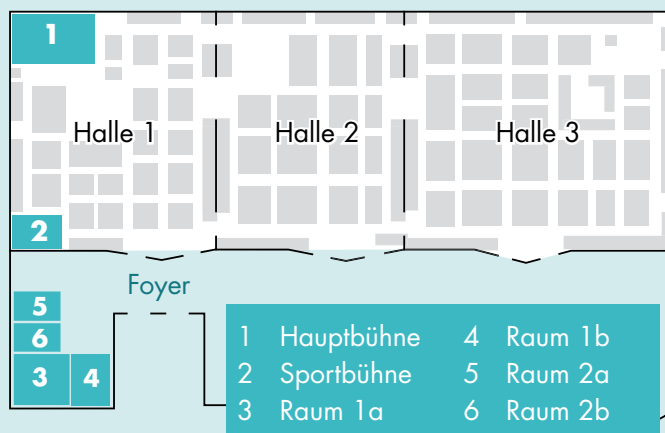 1
Halle 1
Halle 2
Halle 3
2
Foyer
5
6
3
4
1 Hauptbühne
2 Sportbühne
3 Raum 1a
4 Raum 1b
5 Raum 2a
6 Raum 2b